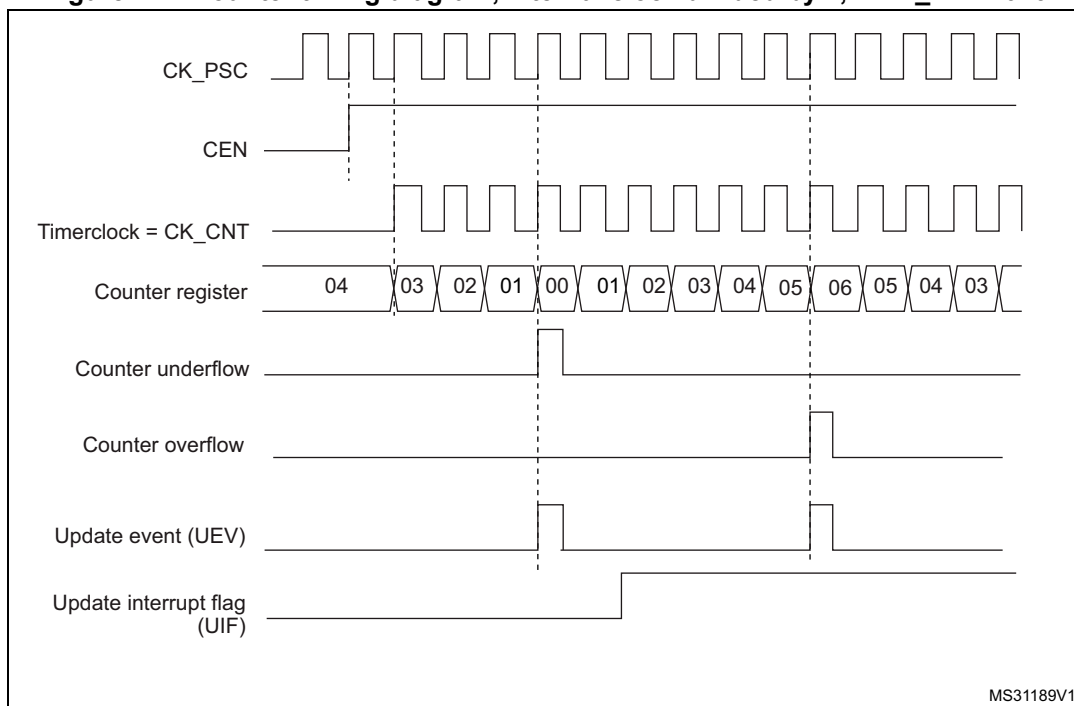 CK_PSC
CEN
Timerclock = CK_CNT
Counter register 04 03 02 01 00 01 02 03 04 05 06 05 04 03
Counter underflow
Counter overflow
Update event (UEV)
Update interrupt flag
(UIF)
MS31189V1